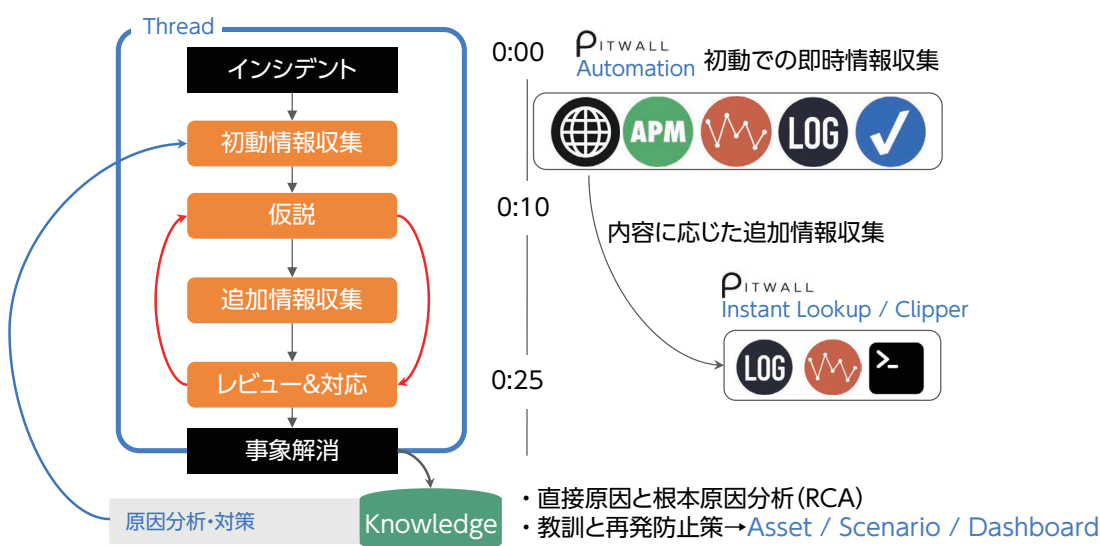 Thread
インシデント
初動情報収集
仮説
追加情報収集
レビュー&対応
事象解消
原因分析・対策
Knowledge
0:00
0:10
0:25
PITWALL
Automation 初動での即時情報収集
APM
LOG
内容に応じた追加情報収集
PITWALL
Instant Lookup / Clipper
LOG
>_
・直接原因と根本原因分析(RCA)
・教訓と再発防止策→Asset / Scenario / Dashboard